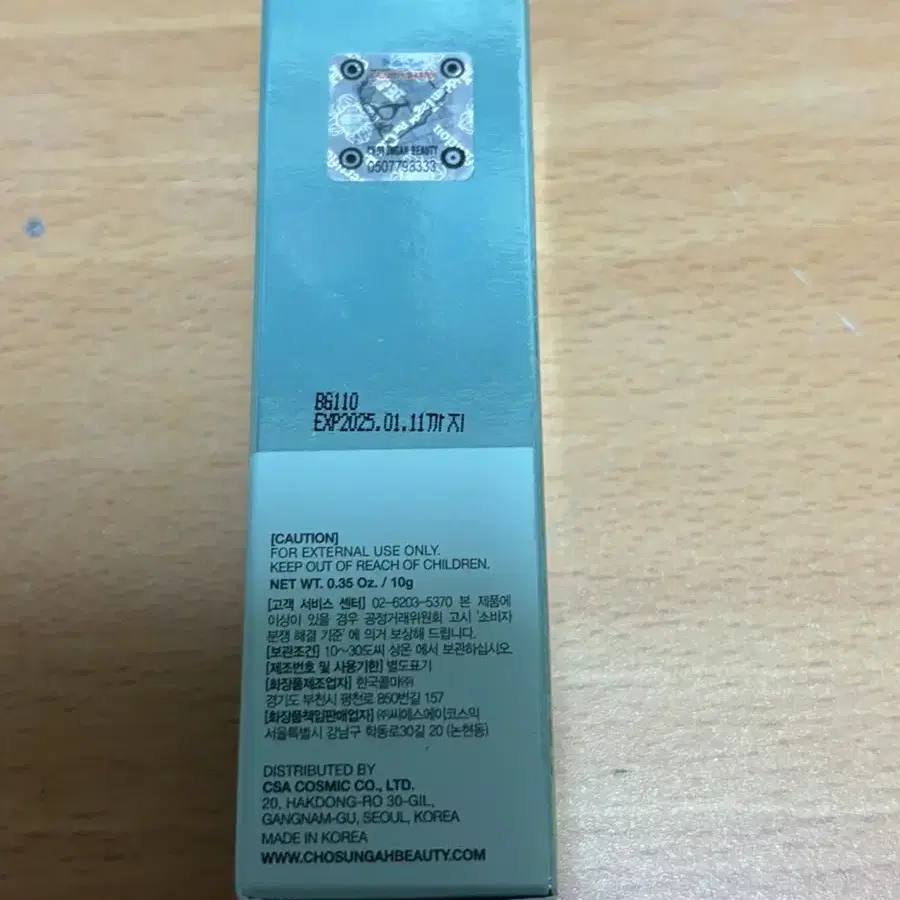 CHOSUNGAH BEAUTY
0507798333
BG110
EXP2025.01.11까지
[CAUTION]
FOR EXTERNAL USE ONLY.
KEEP OUT OF REACH OF CHILDREN.
NET WT. 0.35 Oz. / 10g
[고객 서비스 센터] 02-6203-5370 본 제품에
이상이 있을 경우 공정거래위원회 고시 '소비자
분쟁 해결 기준' 에 의거 보상해 드립니다.
[보관조건] 10~30도씨 상온 에서 보관하십시오.
[제조번호 및 사용기한] 별도표기
[화장품제조업자] 한국콜마㈜
경기도 부천시 평천로 850번길 157
[화장품책임판매업자] ㈜씨에스에이코스믹
서울특별시 강남구 학동로30길 20 (논현동)
DISTRIBUTED BY
CSA COSMIC CO., LTD.
20, HAKDONG-RO 30-GIL,
GANGNAM-GU, SEOUL, KOREA
MADE IN KOREA
WWW.CHOSUNGAHBEAUTY.COM